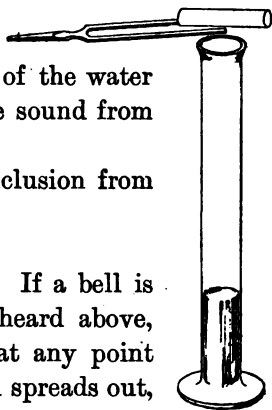 of the water
e sound from
clusion from
If a bell is
heard above,
at any point
spreads out,